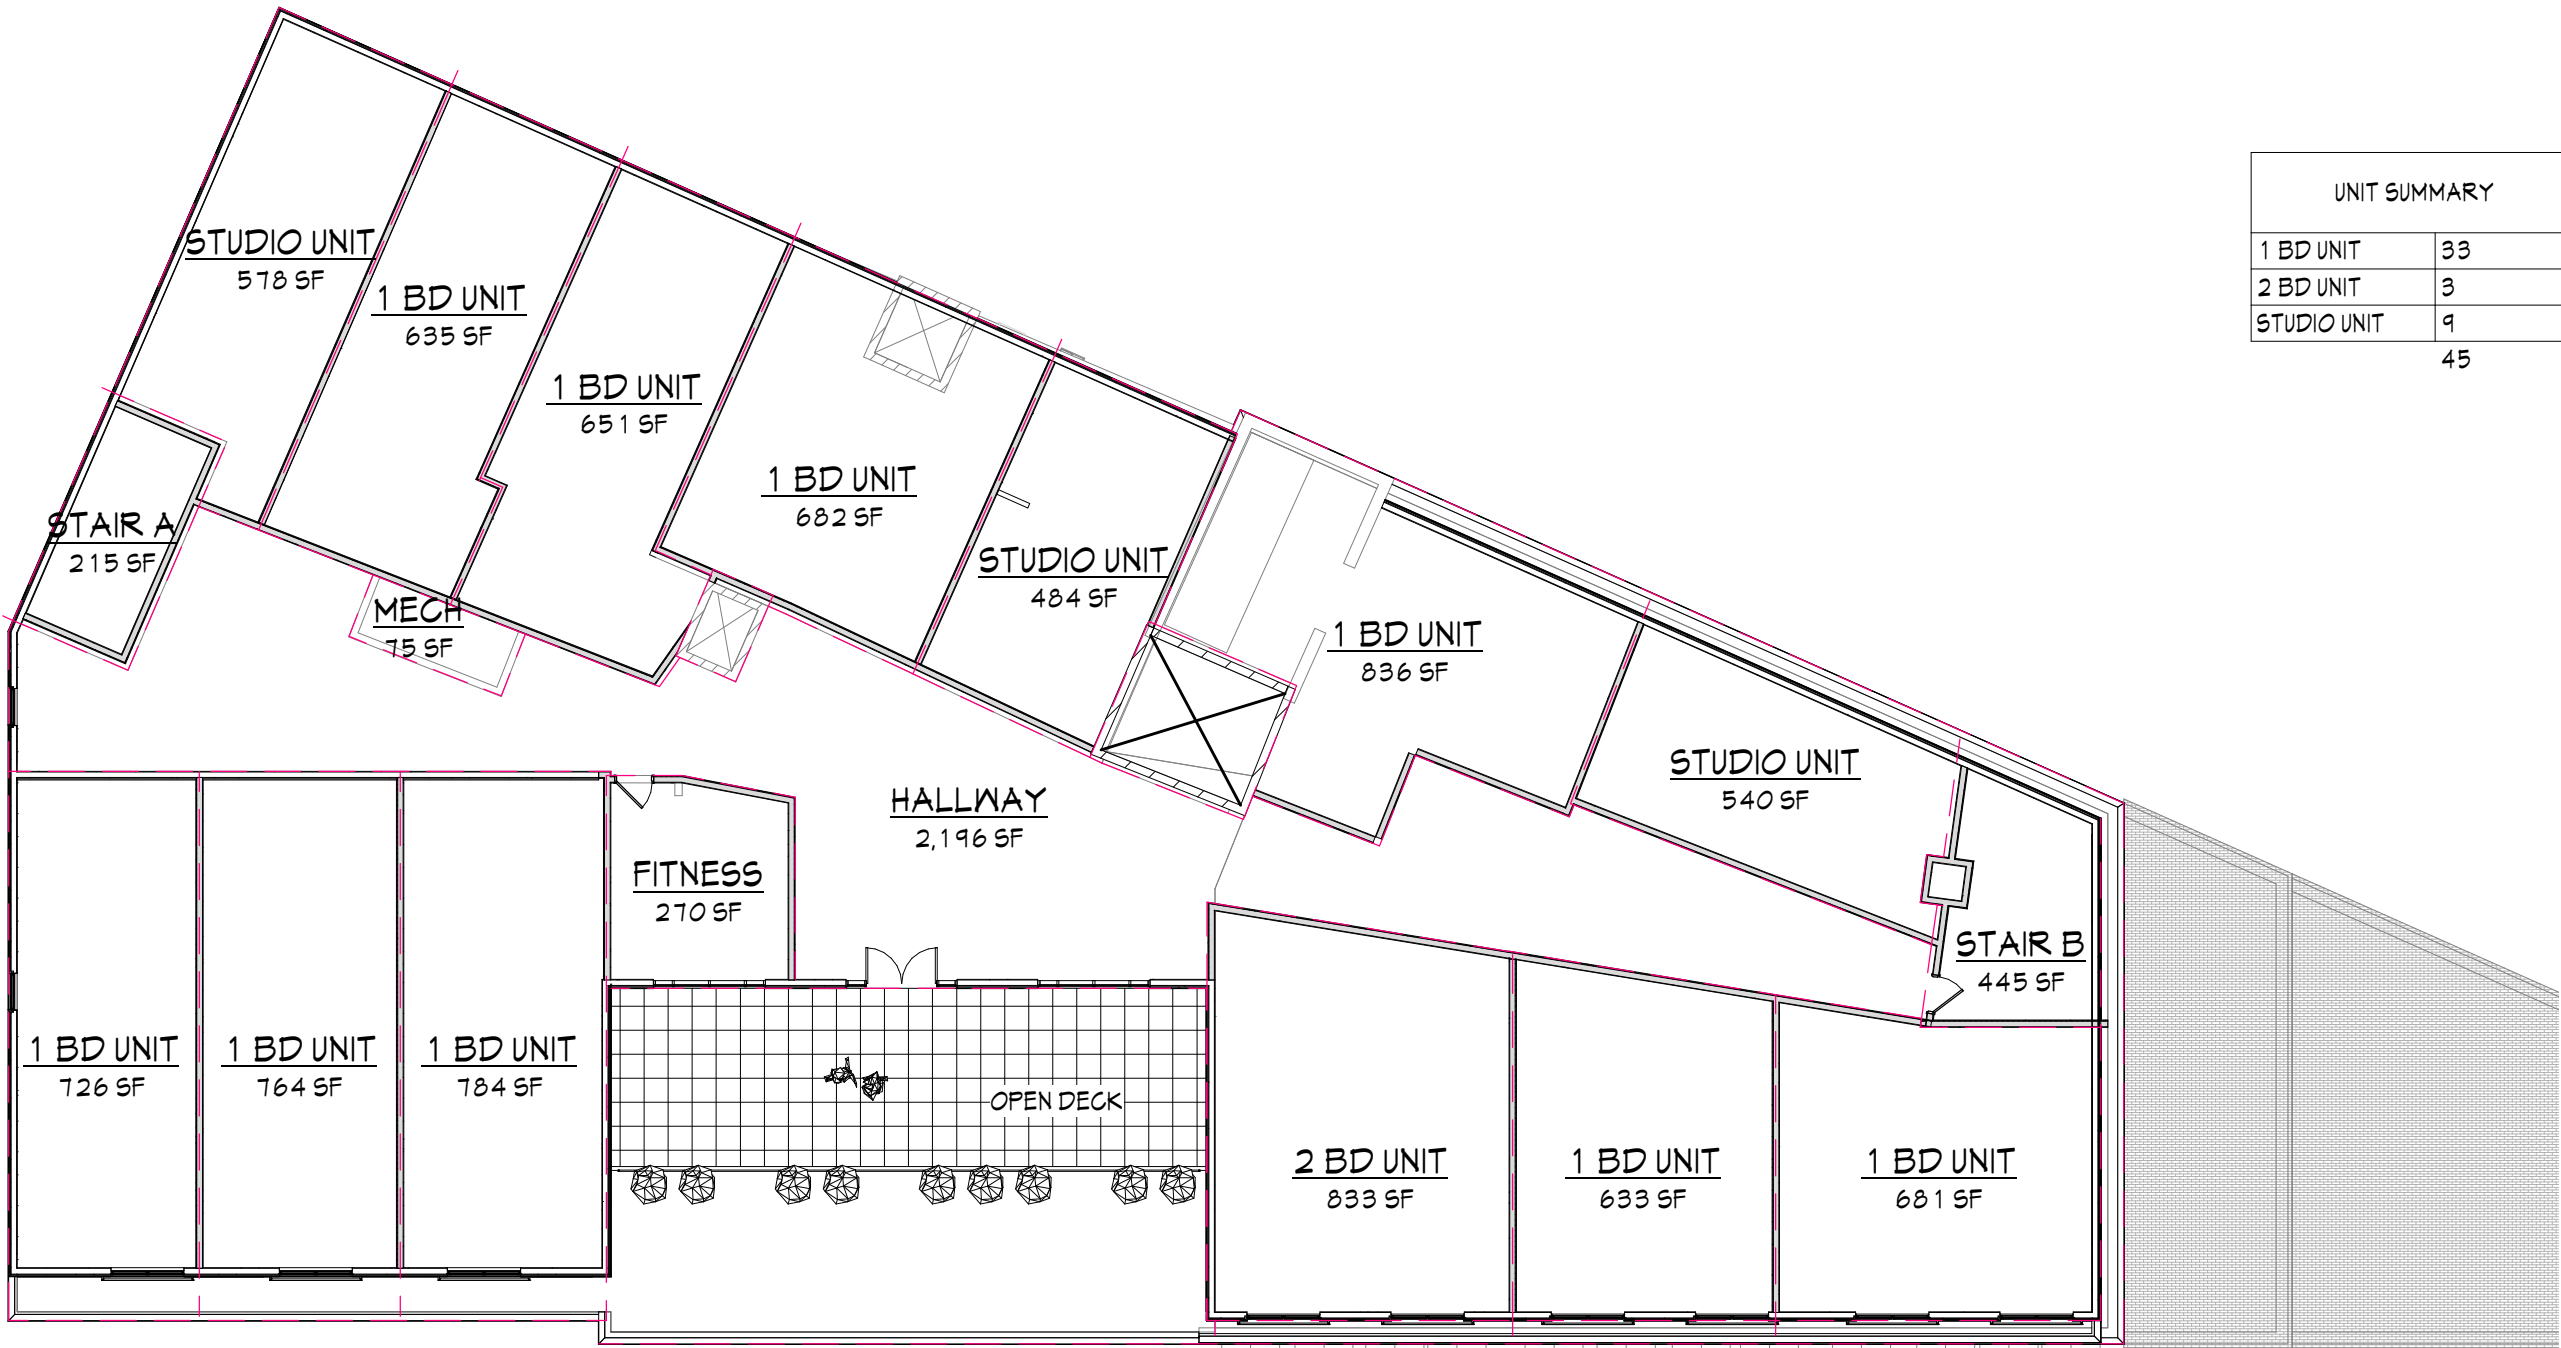 UNIT SUMMARY
1 BD UNIT 33
2 BD UNIT 3
STUDIO UNIT 9
45
STUDIO UNIT
578 SF
1 BD UNIT
635 SF
1 BD UNIT
651 SF
1 BD UNIT
682 SF
STUDIO UNIT
484 SF
STAIR A
215 SF
MECH
75 SF
1 BD UNIT
836 SF
STUDIO UNIT
540 SF
HALLWAY
2,196 SF
FITNESS
270 SF
STAIR B
445 SF
1 BD UNIT
726 SF
1 BD UNIT
764 SF
1 BD UNIT
784 SF
OPEN DECK
2 BD UNIT
833 SF
1 BD UNIT
633 SF
1 BD UNIT
681 SF